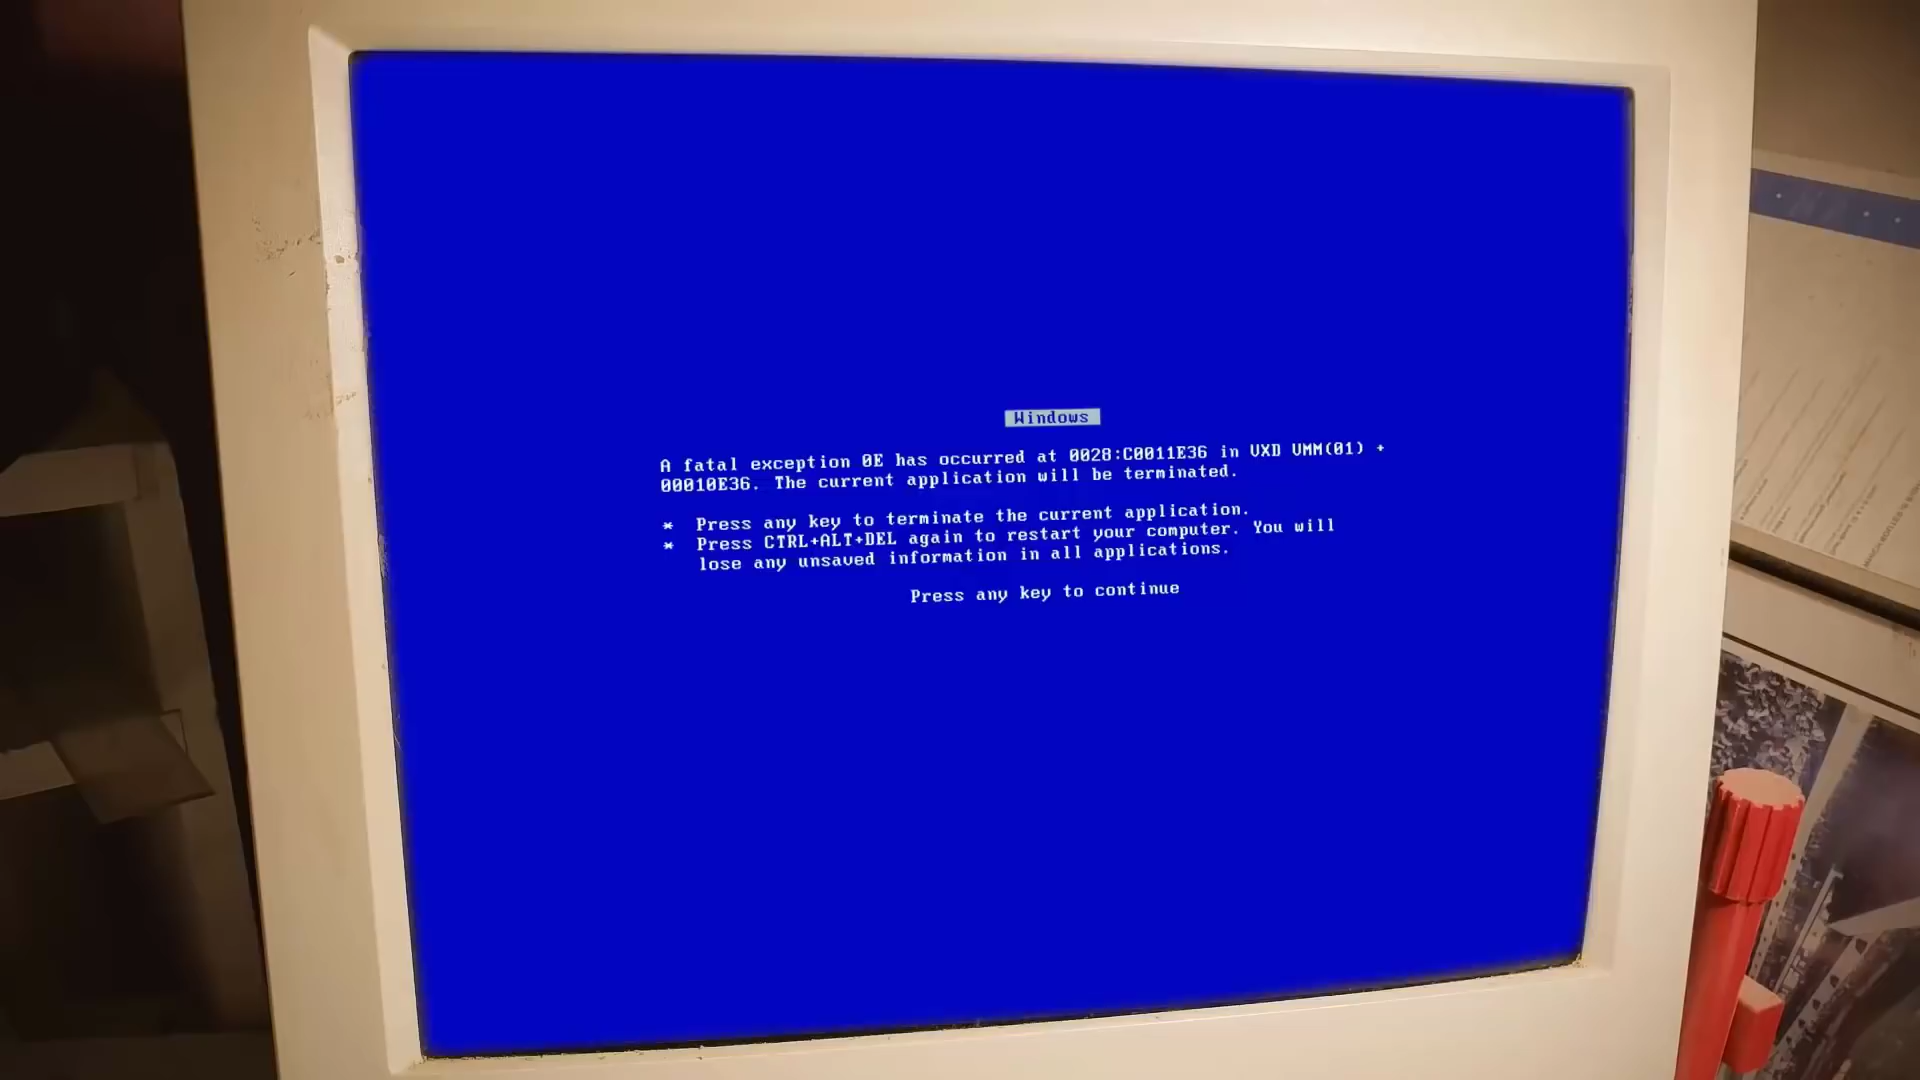 Windows
A fatal exception 0E has occurred at 0028:C0011E36 in VXD VMM(01) +
00010E36. The current application will be terminated.
* Press any key to terminate the current application.
* Press CTRL+ALT+DEL again to restart your computer. You will
lose any unsaved information in all applications.
Press any key to continue